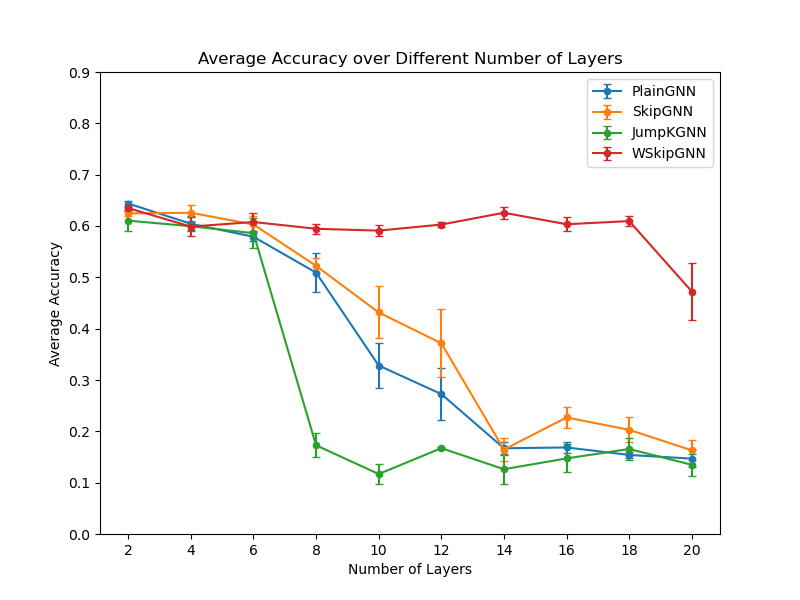 Average Accuracy over Different Number of Layers
PlainGNN
SkipGNN
JumpKGNN
WSkipGNN
Average Accuracy
0.9
0.8
0.7
0.6
0.5
0.4
0.3
0.2
0.1
0.0
2 4 6 8 10 12 14 16 18 20
Number of Layers